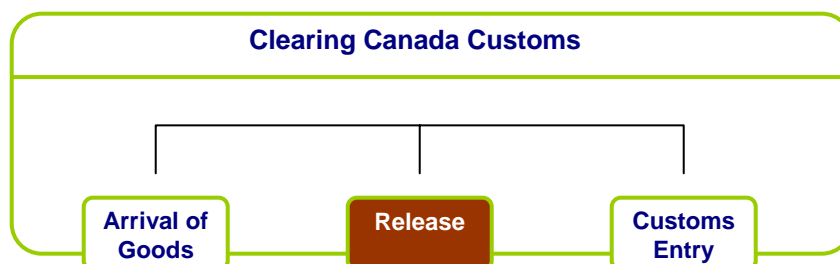 Clearing Canada Customs
Arrival of
Goods
Release
Customs
Entry